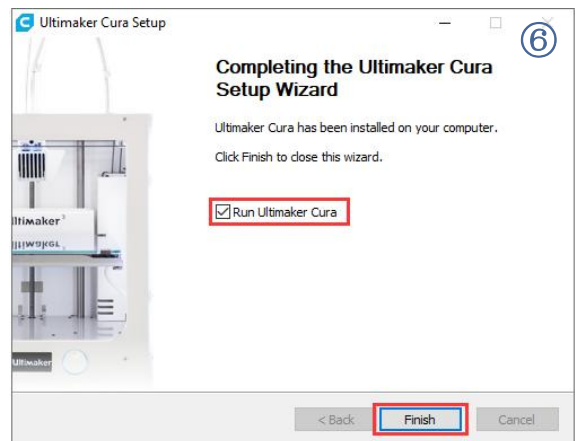 Ultimaker Cura Setup
⑥
Completing the Ultimaker Cura
Setup Wizard
Ultimaker Cura has been installed on your computer.
Click Finish to close this wizard.
Run Ultimaker Cura
Ultimaker³
Ultimaker
Ultimaker
< Back
Finish
Cancel